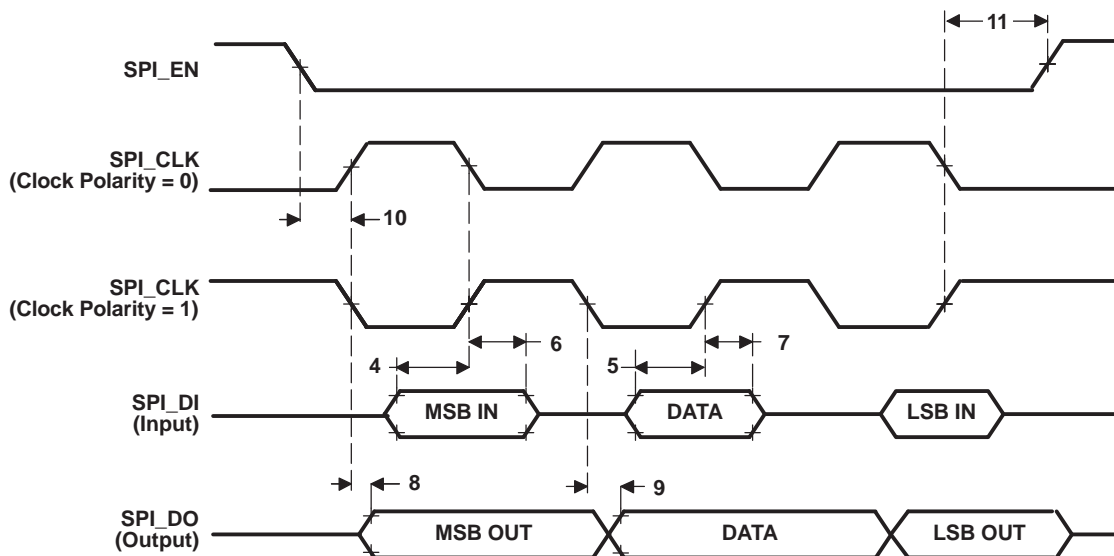 11
SPI_EN
SPI_CLK
(Clock Polarity = 0)
10
SPI_CLK
(Clock Polarity = 1)
6
7
4
5
SPI_DI
(Input)
MSB IN
DATA
LSB IN
8
9
SPI_DO
(Output)
MSB OUT
DATA
LSB OUT